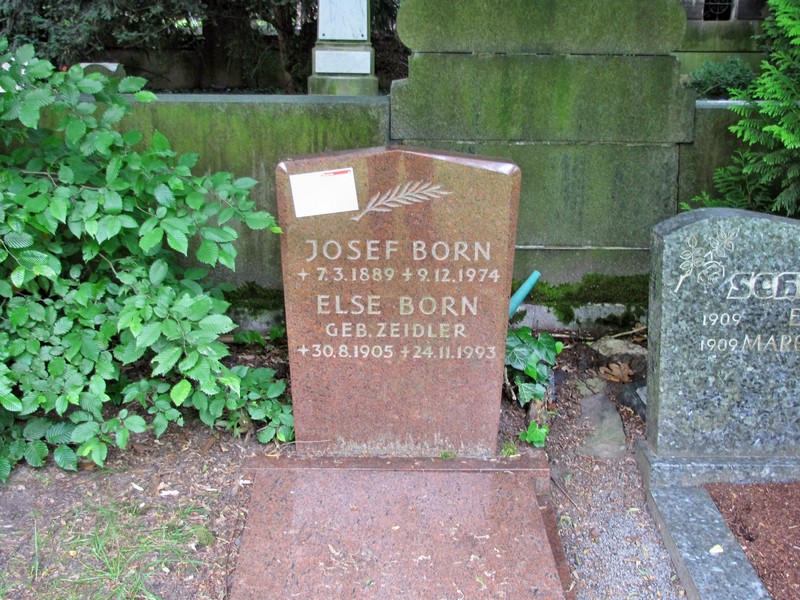 JOSEF BORN
+ 7.3.1889 + 9.12.1974
ELSE BORN
GEB. ZEIDLER
+ 30.8.1905 + 24.11.1993
1909
1909